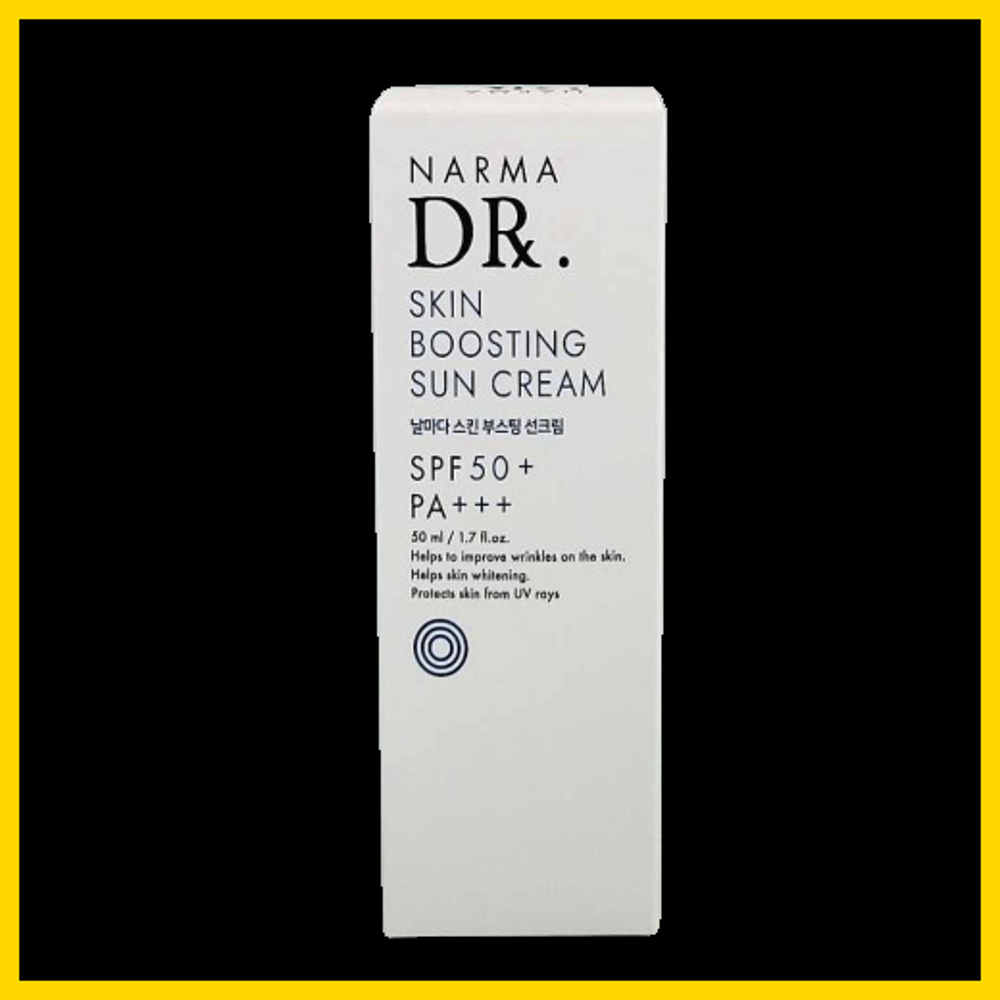 NARMA
DR.
SKIN
BOOSTING
SUN CREAM
날마다 스킨 부스팅 선크림
SPF50+
PA+++
50 ml / 1.7 fl.oz.
Helps to improve wrinkles on the skin.
Helps skin whitening.
Protects skin from UV rays